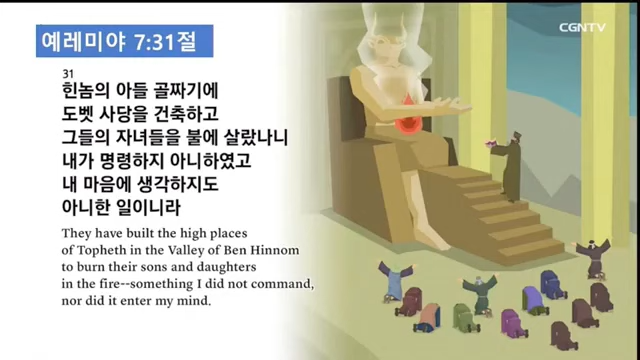 예레미야 7:31절
CGNTV
31
힌놈의 아들 골짜기에
도벳 사당을 건축하고
그들의 자녀들을 불에 살랐나니
내가 명령하지 아니하였고
내 마음에 생각하지도
아니한 일이니라
They have built the high places
of Topheth in the Valley of Ben Hinnom
to burn their sons and daughters
in the fire--something I did not command,
nor did it enter my mind.